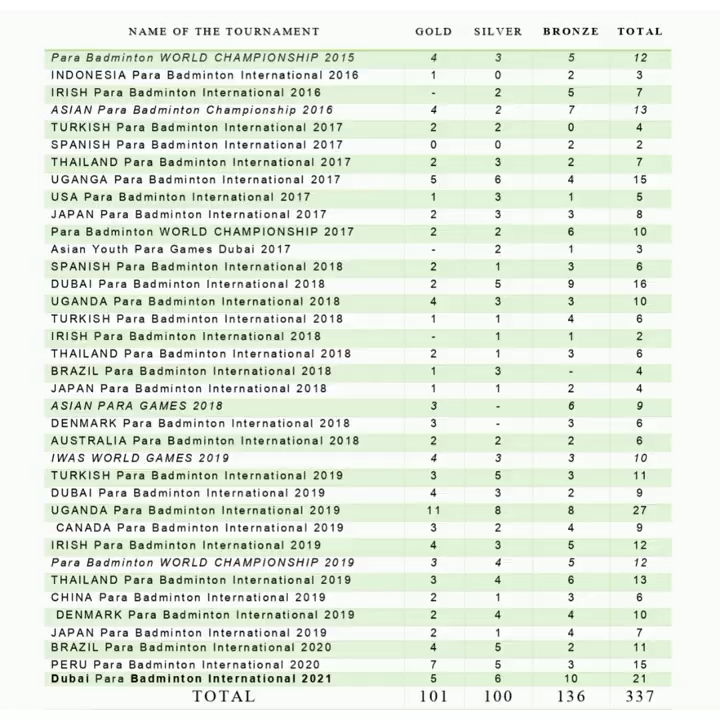 NAME OF THE TOURNAMENT GOLD SILVER BRONZE TOTAL
Para Badminton WORLD CHAMPIONSHIP 2015 4 3 5 12
INDONESIA Para Badminton International 2016 1 0 2 3
IRISH Para Badminton International 2016 - 2 5 7
ASIAN Para Badminton Championship 2016 4 2 7 13
TURKISH Para Badminton International 2017 2 2 0 4
SPANISH Para Badminton International 2017 0 0 2 2
THAILAND Para Badminton International 2017 2 3 2 7
UGANGA Para Badminton International 2017 5 6 4 15
USA Para Badminton International 2017 1 3 1 5
JAPAN Para Badminton International 2017 2 3 3 8
Para Badminton WORLD CHAMPIONSHIP 2017 2 2 6 10
Asian Youth Para Games Dubai 2017 - 2 1 3
SPANISH Para Badminton International 2018 2 1 3 6
DUBAI Para Badminton International 2018 2 5 9 16
UGANDA Para Badminton International 2018 4 3 3 10
TURKISH Para Badminton International 2018 1 1 4 6
IRISH Para Badminton International 2018 - 1 1 2
THAILAND Para Badminton International 2018 2 1 3 6
BRAZIL Para Badminton International 2018 1 3 - 4
JAPAN Para Badminton International 2018 1 1 2 4
ASIAN PARA GAMES 2018 3 - 6 9
DENMARK Para Badminton International 2018 3 - 3 6
AUSTRALIA Para Badminton International 2018 2 2 2 6
IWAS WORLD GAMES 2019 4 3 3 10
TURKISH Para Badminton International 2019 3 5 3 11
DUBAI Para Badminton International 2019 4 3 2 9
UGANDA Para Badminton International 2019 11 8 8 27
CANADA Para Badminton International 2019 3 2 4 9
IRISH Para Badminton International 2019 4 3 5 12
Para Badminton WORLD CHAMPIONSHIP 2019 3 4 5 12
THAILAND Para Badminton International 2019 3 4 6 13
CHINA Para Badminton International 2019 2 1 3 6
DENMARK Para Badminton International 2019 2 4 4 10
JAPAN Para Badminton International 2019 2 1 4 7
BRAZIL Para Badminton International 2020 4 5 2 11
PERU Para Badminton International 2020 7 5 3 15
Dubai Para Badminton International 2021 5 6 10 21
TOTAL 101 100 136 337